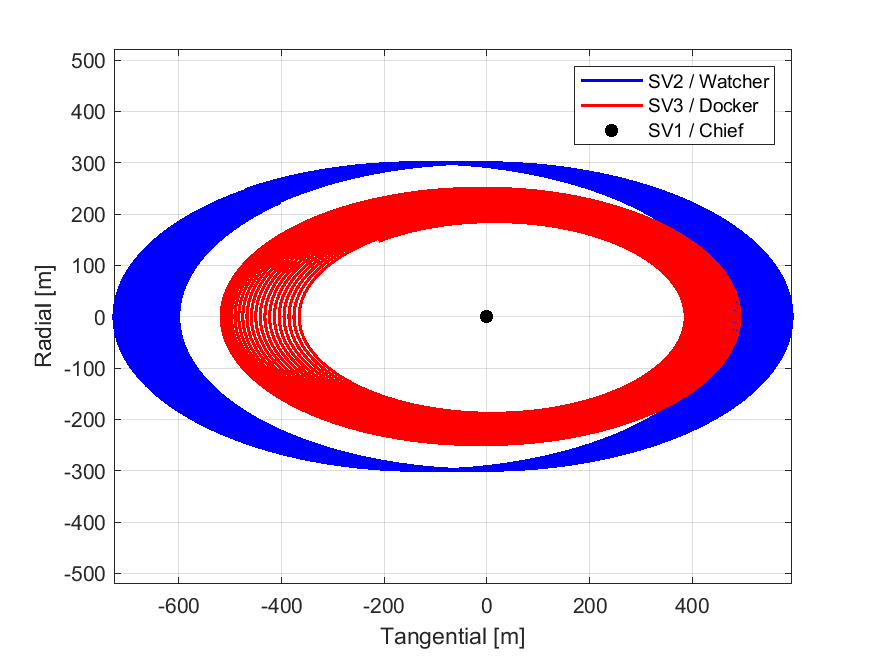 SV2 / Watcher
SV3 / Docker
SV1 / Chief
500
400
300
200
100
0
-100
-200
-300
-400
-500
Radial [m]
-600 -400 -200 0 200 400
Tangential [m]